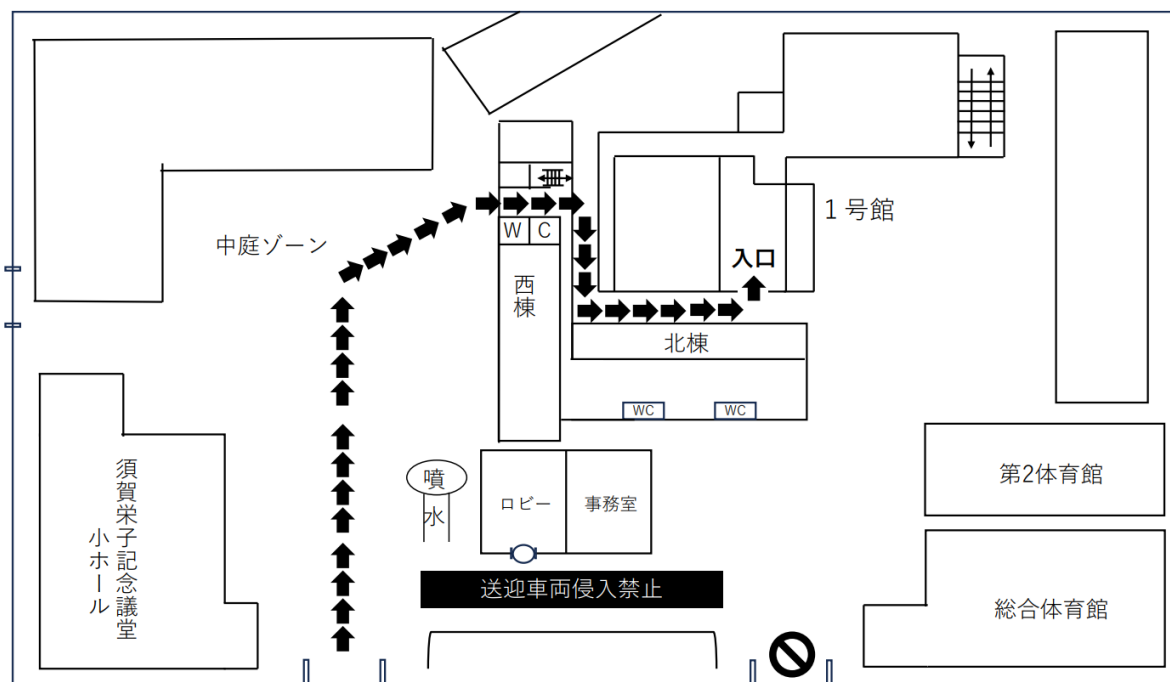 中庭ゾーン
1号館
入口
W C
西棟
北棟
WC
WC
噴水
ロビー
事務室
第2体育館
総合体育館
須賀栄子記念議堂
小ホール
送迎車両侵入禁止